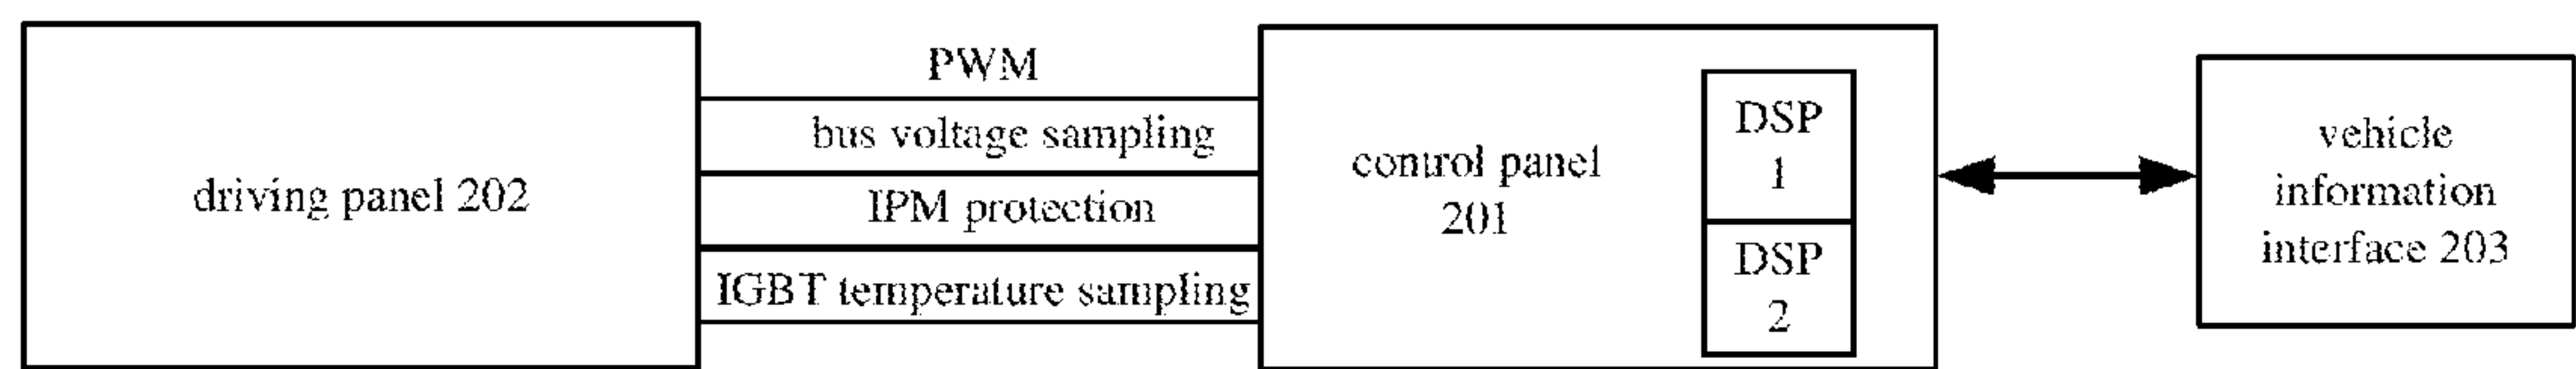 driving panel 202
PWM
bus voltage sampling
IPM protection
IGBT temperature sampling
control panel
201
DSP
1
DSP
2
vehicle
information
interface 203